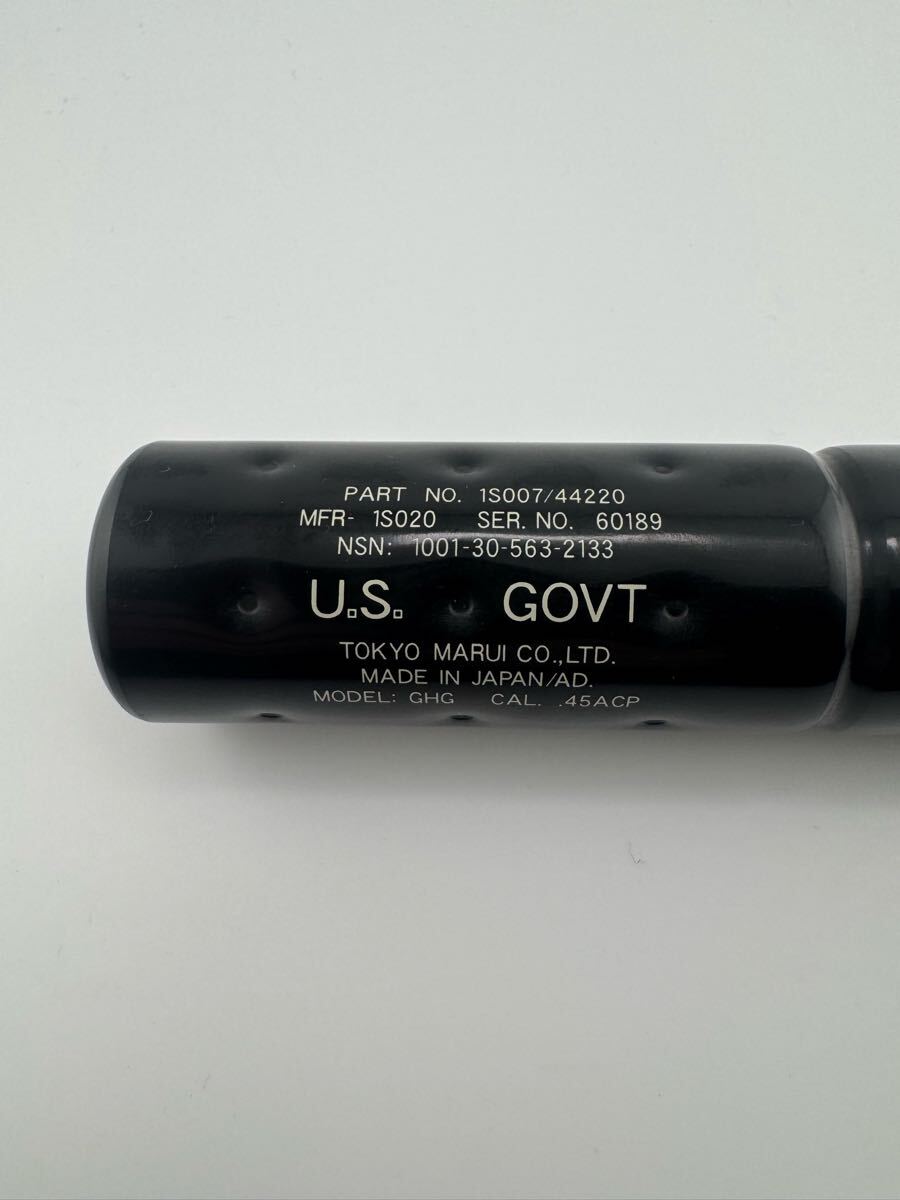 PART NO. 1S007/44220
MFR- 1S020 SER. NO. 60189
NSN: 1001-30-563-2133
U.S. GOVT
TOKYO MARUI CO.,LTD.
MADE IN JAPAN/AD.
MODEL: GHG CAL. .45ACP